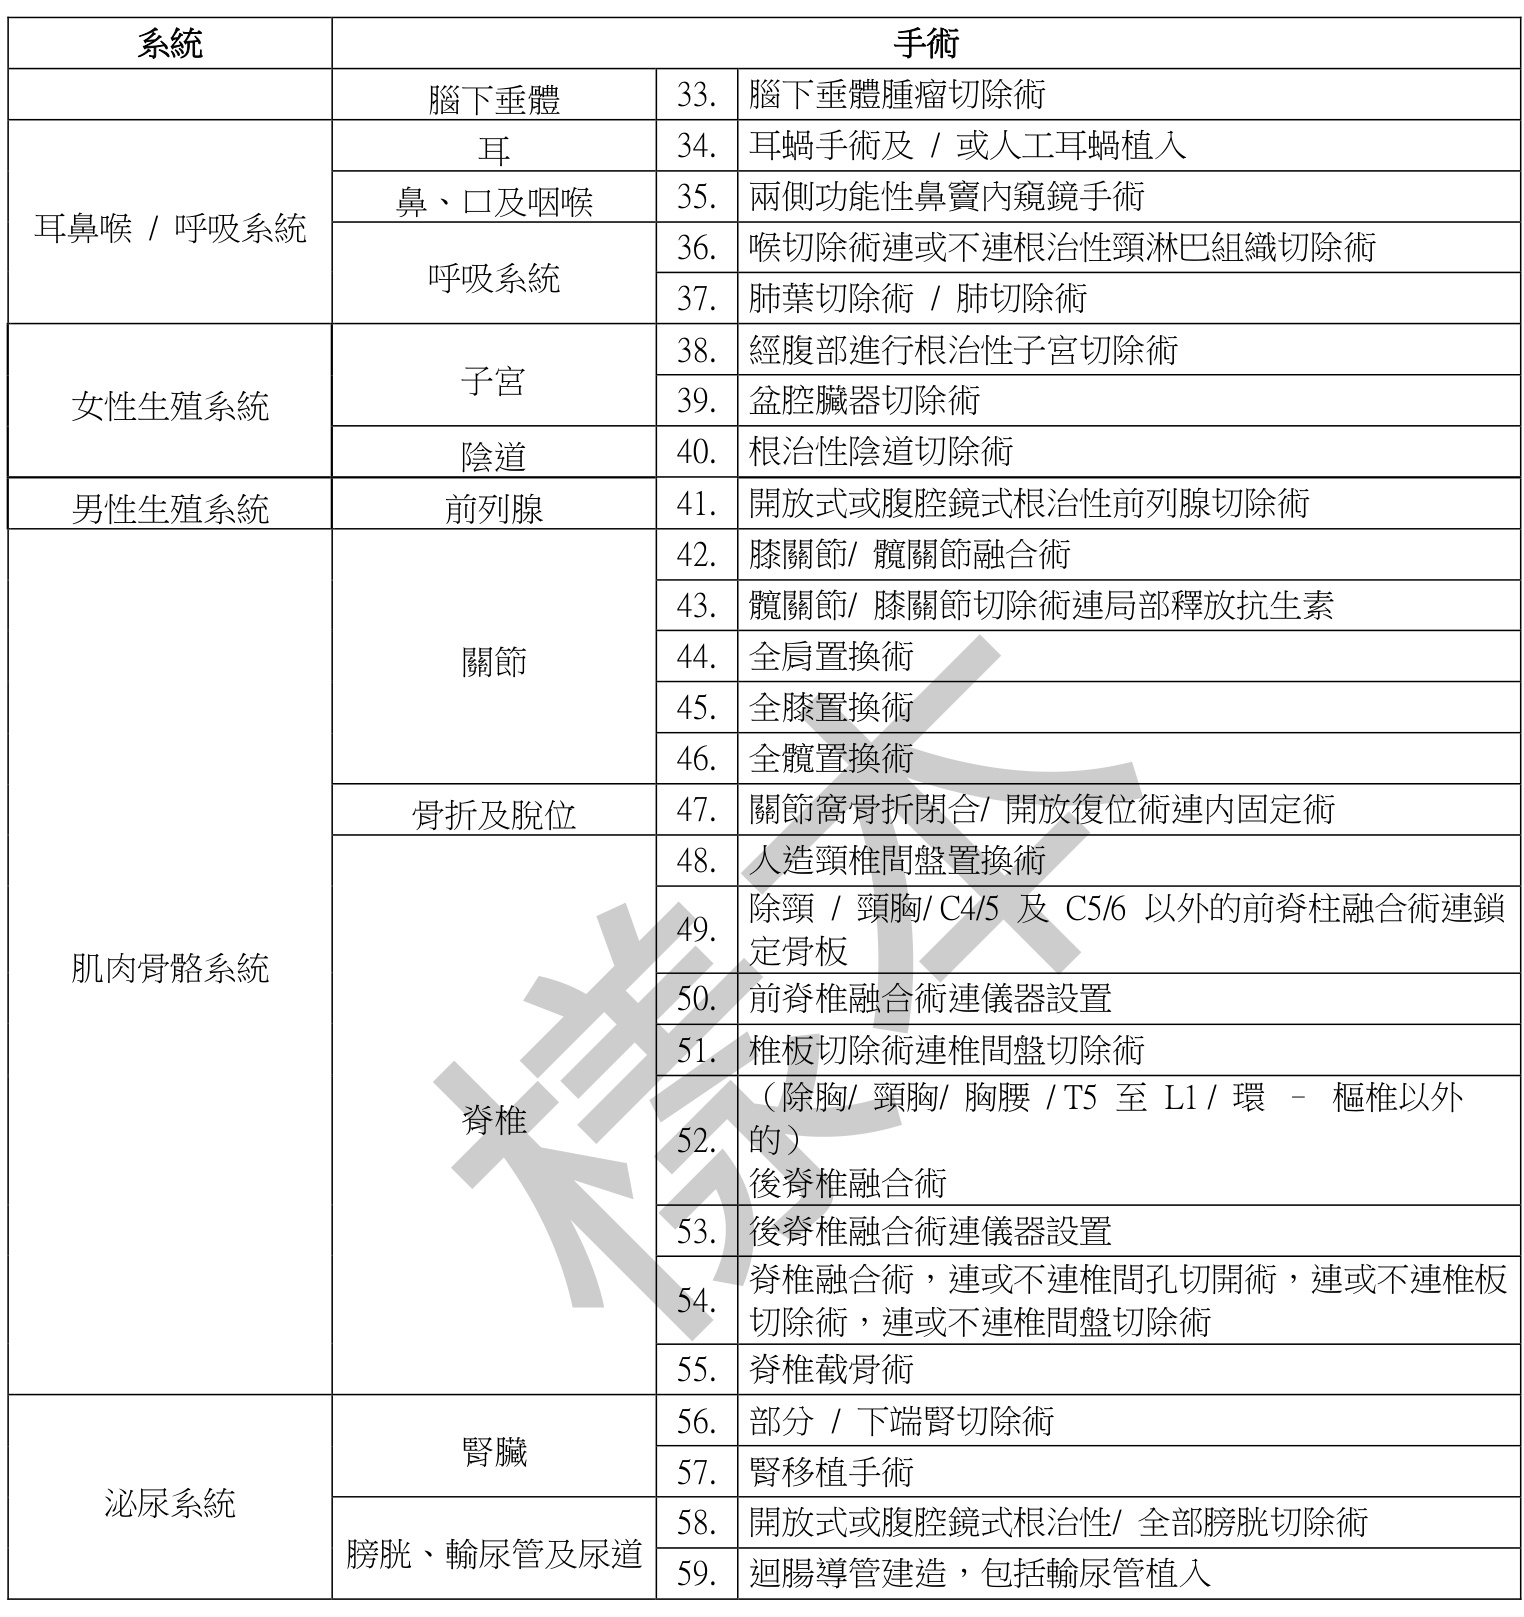 系統 手術
腦下垂體 33. 腦下垂體腫瘤切除術
耳鼻喉 / 呼吸系統 耳 34. 耳蝸手術及 / 或人工耳蝸植入
鼻、口及咽喉 35. 兩側功能性鼻竇內窺鏡手術
呼吸系統 36. 喉切除術連或不連根治性頸淋巴組織切除術
37. 肺葉切除術 / 肺切除術
女性生殖系統 子宮 38. 經腹部進行根治性子宮切除術
39. 盆腔臟器切除術
陰道 40. 根治性陰道切除術
男性生殖系統 前列腺 41. 開放式或腹腔鏡式根治性前列腺切除術
肌肉骨骼系統 關節 42. 膝關節/ 髖關節融合術
43. 髖關節/ 膝關節切除術連局部釋放抗生素
44. 全肩置換術
45. 全膝置換術
46. 全髖置換術
骨折及脫位 47. 關節窩骨折閉合/ 開放復位術連內固定術
脊椎 48. 人造頸椎間盤置換術
49. 除頸 / 頸胸/ C4/5 及 C5/6 以外的前脊柱融合術連鎖
定骨板
50. 前脊椎融合術連儀器設置
51. 椎板切除術連椎間盤切除術
52. （除胸/ 頸胸/ 胸腰 / T5 至 L1 / 環 – 樞椎以外
的）
後脊椎融合術
53. 後脊椎融合術連儀器設置
54. 脊椎融合術，連或不連椎間孔切開術，連或不連椎板
切除術，連或不連椎間盤切除術
55. 脊椎截骨術
泌尿系統 腎臟 56. 部分 / 下端腎切除術
57. 腎移植手術
膀胱、輸尿管及尿道 58. 開放式或腹腔鏡式根治性/ 全部膀胱切除術
59. 迴腸導管建造，包括輸尿管植入
樣本